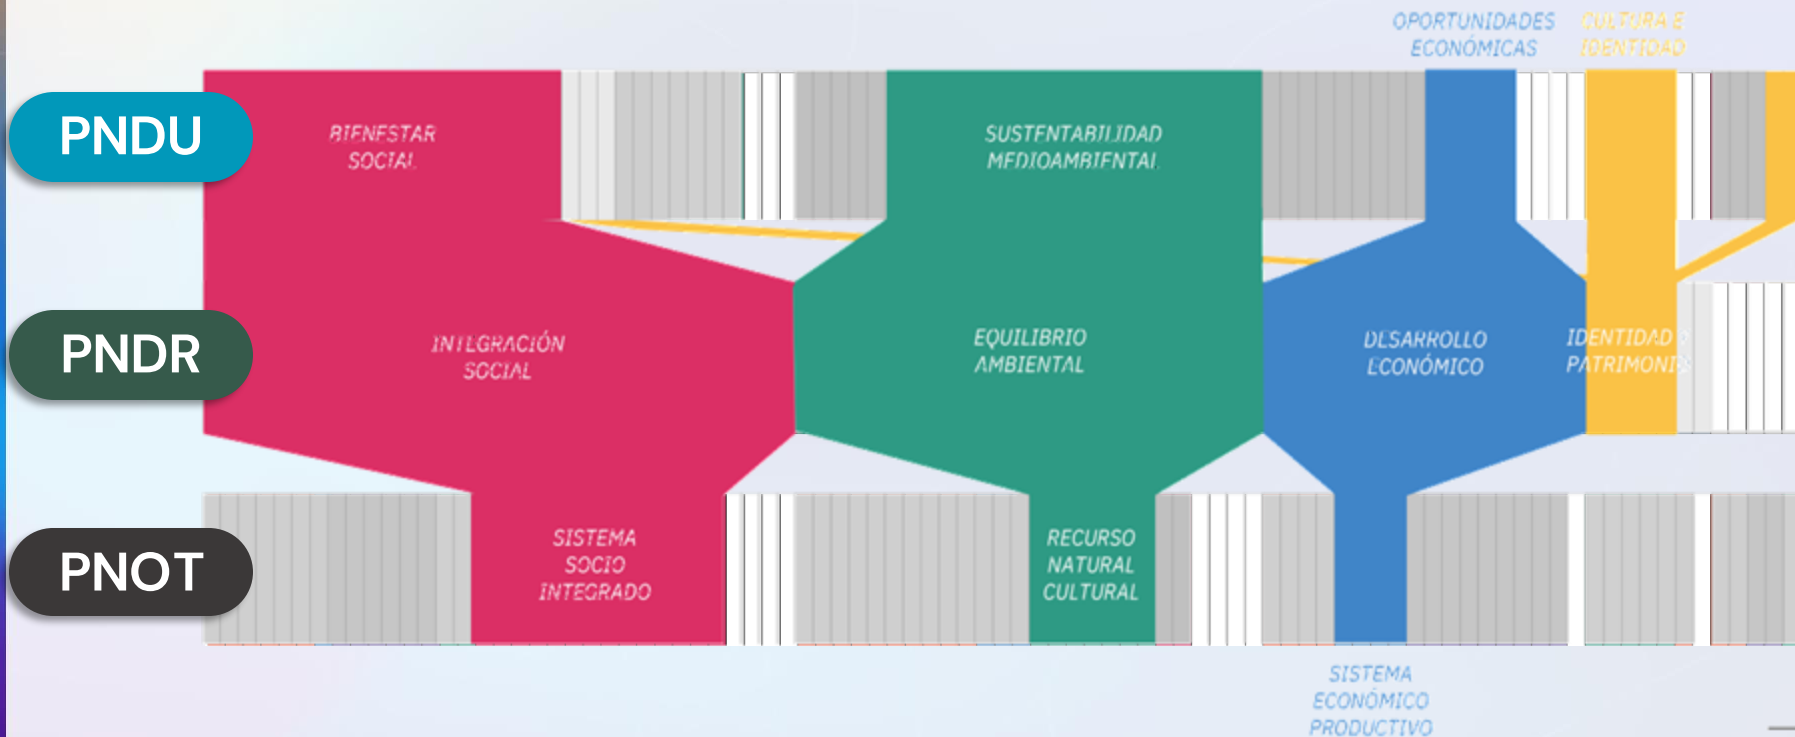 OPORTUNIDADES
ECONÓMICAS
CULTURA E
IDENTIDAD
PNDU
BIENESTAR
SOCIAL
SUSTENTABILIDAD
MEDIOAMBIENTAL
PNDR
INTEGRACIÓN
SOCIAL
EQUILIBRIO
AMBIENTAL
DESARROLLO
ECONÓMICO
IDENTIDAD
PATRIMONIO
PNOT
SISTEMA
SOCIO
INTEGRADO
RECURSO
NATURAL
CULTURAL
SISTEMA
ECONÓMICO
PRODUCTIVO